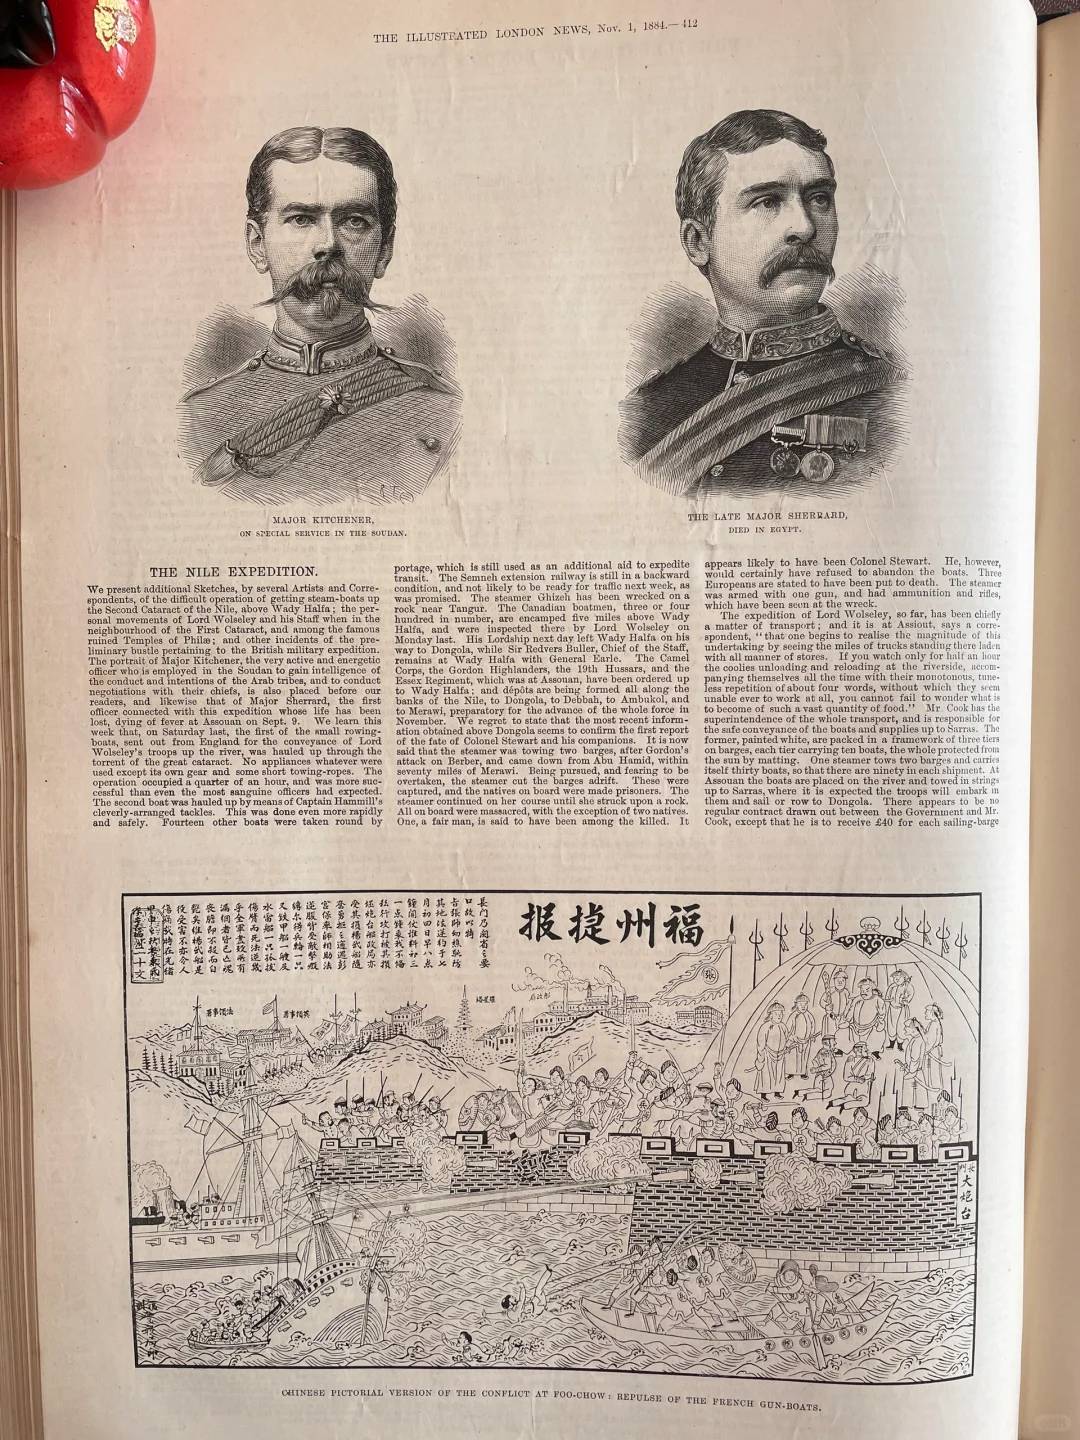 THE ILLUSTRATED LONDON NEWS, Nov. 1, 1884.—412
MAJOR KITCHENER,
ON SPECIAL SERVICE IN THE SOUDAN.
THE LATE MAJOR SHERRARD,
DIED IN EGYPT.
THE NILE EXPEDITION.
We present additional Sketches, by several Artists and Corre-
spondents, of the difficult operation of getting steam-boats up
the Second Cataract of the Nile, above Wady Halfa; the per-
sonal movements of Lord Wolseley and his Staff when in the
neighbourhood of the First Cataract, and among the famous
ruined Temples of Philæ; and other incidents of the pre-
liminary bustle pertaining to the British military expedition.
The portrait of Major Kitchener, the very active and energetic
officer who is employed in the Soudan to gain intelligence of
the conduct and intentions of the Arab tribes, and to conduct
negotiations with their chiefs, is also placed before our
readers, and likewise that of Major Sherrard, the first
officer connected with this expedition whose life has been
lost, dying of fever at Assouan on Sept. 9. We learn this
week that, on Saturday last, the first of the small rowing-
boats, sent out from England for the conveyance of Lord
Wolseley's troops up the river, was hauled up through the
torrent of the great cataract. No appliances whatever were
used except its own gear and some short towing-ropes. The
operation occupied a quarter of an hour, and was more suc-
cessful than even the most sanguine officers had expected.
The second boat was hauled up by means of Captain Hammill's
cleverly-arranged tackles. This was done even more rapidly
and safely. Fourteen other boats were taken round by
portage, which is still used as an additional aid to expedite
transit. The Semneh extension railway is still in a backward
condition, and not likely to be ready for traffic next week, as
was promised. The steamer Ghizeh has been wrecked on a
rock near Tangur. The Canadian boatmen, three or four
hundred in number, are encamped five miles above Wady
Halfa, and were inspected there by Lord Wolseley on
Monday last. His Lordship next day left Wady Halfa on his
way to Dongola, while Sir Redvers Buller, Chief of the Staff,
remains at Wady Halfa with General Earle. The Camel
Corps, the Gordon Highlanders, the 19th Hussars, and the
Essex Regiment, which was at Assouan, have been ordered up
to Wady Halfa; and dépôts are being formed all along the
banks of the Nile, to Dongola, to Debbah, to Ambukol, and
to Merawi, preparatory for the advance of the whole force in
November. We regret to state that the most recent inform-
ation obtained above Dongola seems to confirm the first report
of the fate of Colonel Stewart and his companions. It is now
said that the steamer was towing two barges, after Gordon's
attack on Berber, and came down from Abu Hamid, within
seventy miles of Merawi. Being pursued, and fearing to be
overtaken, the steamer cut the barges adrift. These were
captured, and the natives on board were made prisoners. The
steamer continued on her course until she struck upon a rock.
All on board were massacred, with the exception of two natives.
One, a fair man, is said to have been among the killed. It
appears likely to have been Colonel Stewart. He, however,
would certainly have refused to abandon the boats. Three
Europeans are stated to have been put to death. The steamer
was armed with one gun, and had ammunition and rifles,
which have been seen at the wreck.
The expedition of Lord Wolseley, so far, has been chiefly
a matter of transport; and it is at Assiout, says a corre-
spondent, "that one begins to realise the magnitude of this
undertaking by seeing the miles of trucks standing there laden
with all manner of stores. If you watch only for half an hour
the coolies unloading and reloading at the riverside, accom-
panying themselves all the time with their monotonous, tune-
less repetition of about four words, without which they seem
unable ever to work at all, you cannot fail to wonder what is
to become of such a vast quantity of food." Mr. Cook has the
superintendence of the whole transport, and is responsible for
the safe conveyance of the boats and supplies up to Sarras. The
former, painted white, are packed in a framework of three tiers
on barges, each tier carrying ten boats, the whole protected from
the sun by matting. One steamer tows two barges and carries
itself thirty boats, so that there are ninety in each shipment. At
Assouan the boats are placed on the river and towed in strings
up to Sarras, where it is expected the troops will embark in
them and sail or row to Dongola. There appears to be no
regular contract drawn out between the Government and Mr.
Cook, except that he is to receive £40 for each sailing-barge
福州捷报
長門乃超省之要
長門
大炮台
CHINESE PICTORIAL VERSION OF THE CONFLICT AT FOO-CHOW: REPULSE OF THE FRENCH GUN-BOATS.